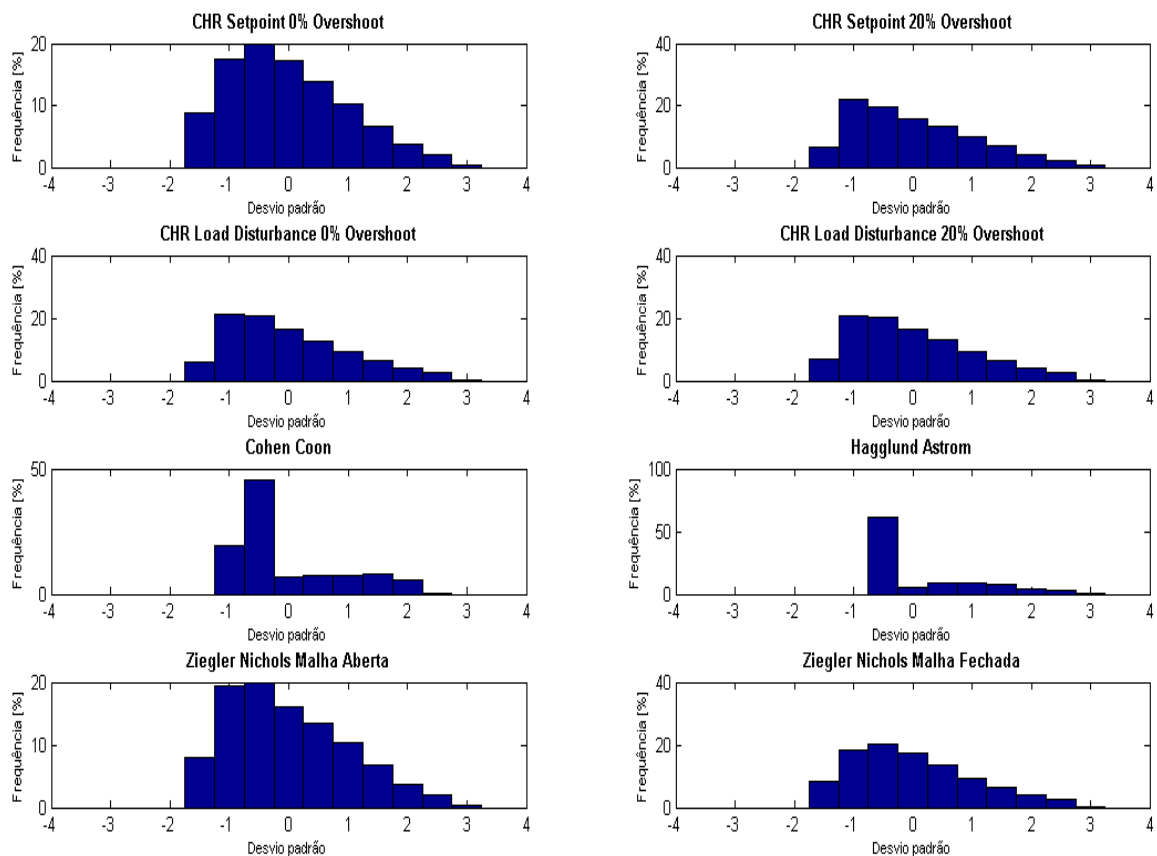 CHR Setpoint 0% Overshoot
20
10
0
Frequência [%]
-4 -3 -2 -1 0 1 2 3 4
Desvio padrão
CHR Setpoint 20% Overshoot
40
20
0
Frequência [%]
-4 -3 -2 -1 0 1 2 3 4
Desvio padrão
CHR Load Disturbance 0% Overshoot
40
20
0
Frequência [%]
-4 -3 -2 -1 0 1 2 3 4
Desvio padrão
CHR Load Disturbance 20% Overshoot
40
20
0
Frequência [%]
-4 -3 -2 -1 0 1 2 3 4
Desvio padrão
Cohen Coon
50
0
Frequência [%]
-4 -3 -2 -1 0 1 2 3 4
Desvio padrão
Hagglund Astrom
100
50
0
Frequência [%]
-4 -3 -2 -1 0 1 2 3 4
Desvio padrão
Ziegler Nichols Malha Aberta
20
10
0
Frequência [%]
-4 -3 -2 -1 0 1 2 3 4
Desvio padrão
Ziegler Nichols Malha Fechada
40
20
0
Frequência [%]
-4 -3 -2 -1 0 1 2 3 4
Desvio padrão